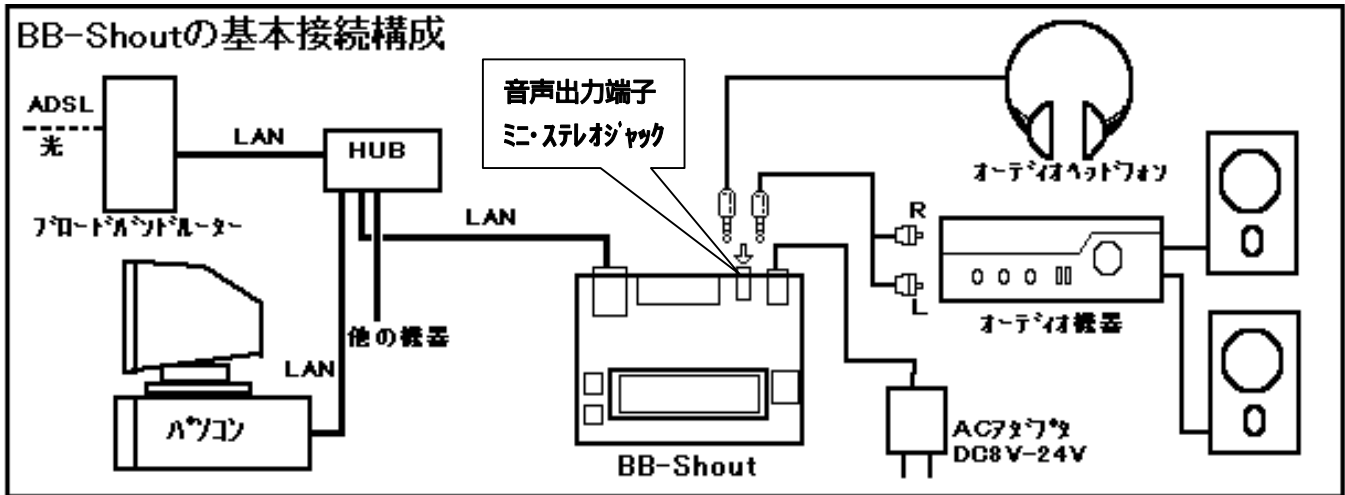 BB-Shoutの基本接続構成
ADSL
光
LAN
HUB
音声出力端子
ミニ・ステレオジャック
ブロードバンドルーター
LAN
他の機器
LAN
パソコン
オーディオヘッドフォン
R
L
オーディオ機器
ACアダプタ
DC8V-24V
BB-Shout